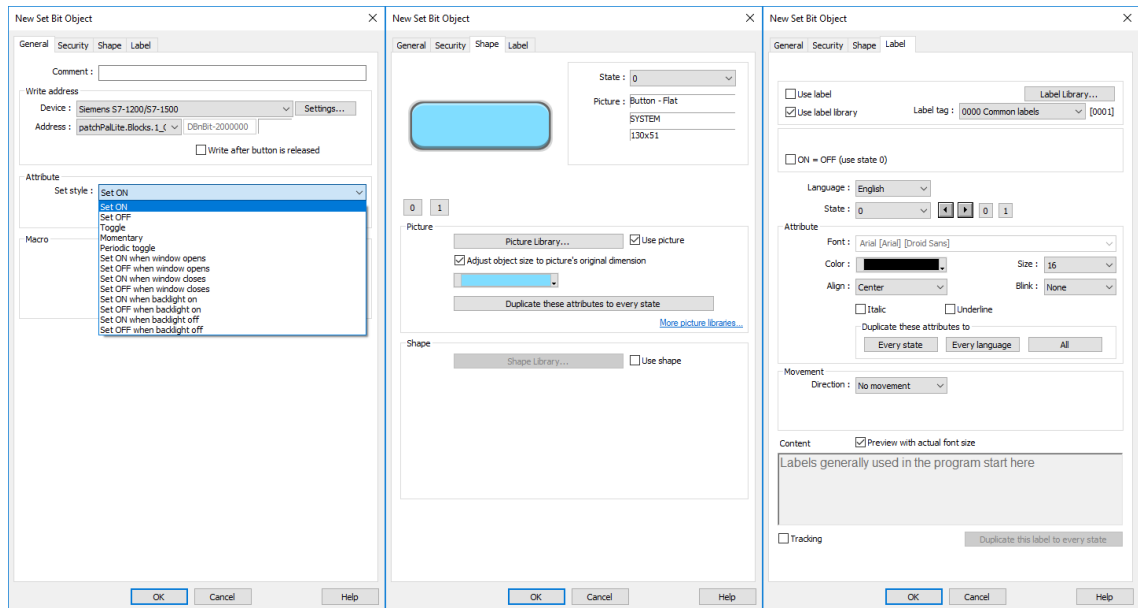 New Set Bit Object
General Security Shape Label
Comment :
Write address
Device : Siemens S7-1200/S7-1500 Settings...
Address : patchPalLite.Blocks.1_( DBnBit-2000000
Write after button is released
Attribute
Set style : Set ON
Set ON
Set OFF
Toggle
Momentary
Macro
Periodic toggle
Set ON when window opens
Set OFF when window opens
Set ON when window closes
Set OFF when window closes
Set ON when backlight on
Set OFF when backlight on
Set ON when backlight off
Set OFF when backlight off
OK Cancel Help
New Set Bit Object
General Security Shape Label
State : 0
Picture : Button - Flat
SYSTEM
130x51
0 1
Picture
Picture Library... Use picture
Adjust object size to picture's original dimension
Duplicate these attributes to every state
More picture libraries...
Shape
Shape Library... Use shape
OK Cancel Help
New Set Bit Object
General Security Shape Label
Use label Label Library...
Use label library Label tag : 0000 Common labels [0001]
ON = OFF (use state 0)
Language : English
State : 0 0 1
Attribute
Font : Arial [Arial] [Droid Sans]
Color : Size : 16
Align : Center Blink : None
Italic Underline
Duplicate these attributes to
Every state Every language All
Movement
Direction : No movement
Content Preview with actual font size
Labels generally used in the program start here
Tracking Duplicate this label to every state
OK Cancel Help